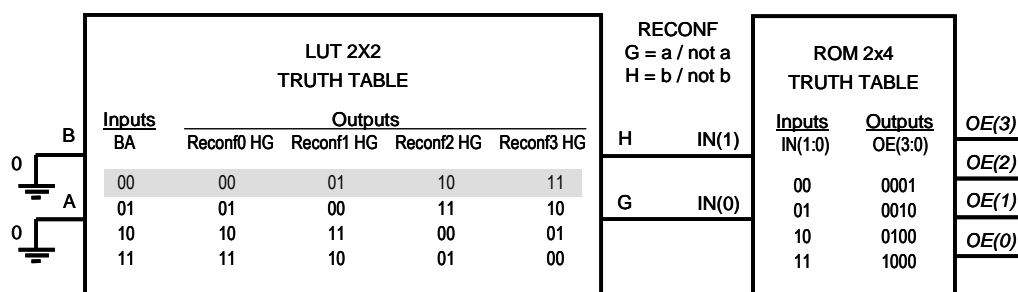 LUT 2X2
TRUTH TABLE
Inputs Outputs
BA Reconf0 HG Reconf1 HG Reconf2 HG Reconf3 HG
00 00 01 10 11
01 01 00 11 10
10 10 11 00 01
11 11 10 01 00
B
0
A
0
RECONF
G = a / not a
H = b / not b
H IN(1)
G IN(0)
ROM 2x4
TRUTH TABLE
Inputs Outputs
IN(1:0) OE(3:0)
00 0001
01 0010
10 0100
11 1000
OE(3)
OE(2)
OE(1)
OE(0)